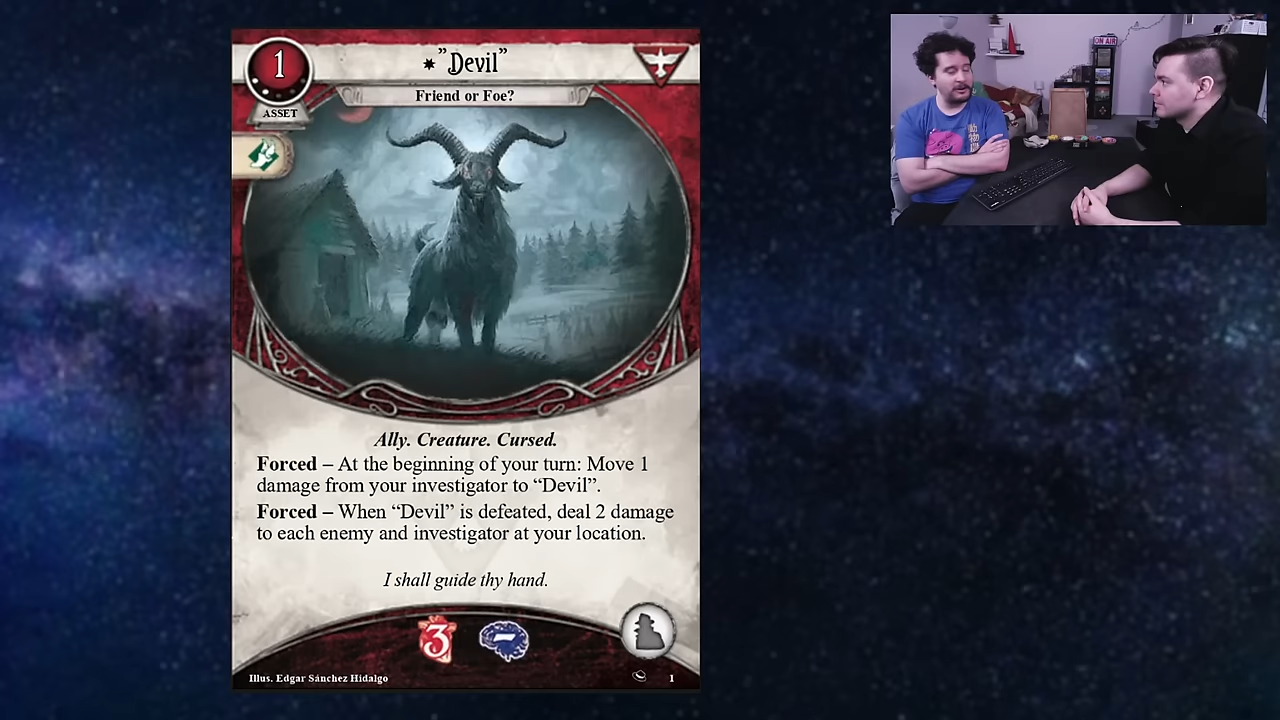 1
"Devil"
ASSET
Friend or Foe?
Ally. Creature. Cursed.
Forced – At the beginning of your turn: Move 1
damage from your investigator to “Devil”.
Forced – When “Devil” is defeated, deal 2 damage
to each enemy and investigator at your location.
I shall guide thy hand.
3
-
Illus. Edgar Sánchez Hidalgo
1
ON AIR